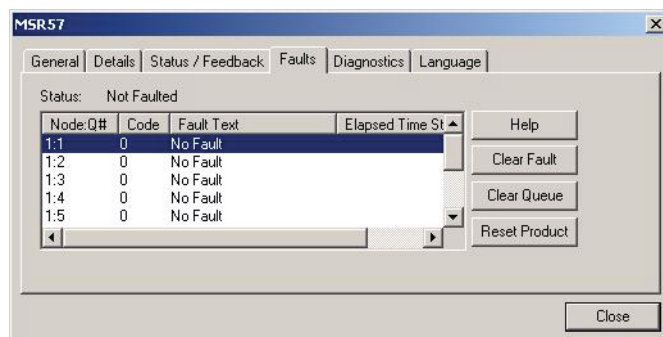 MSR57
General Details Status / Feedback Faults Diagnostics Language
Status: Not Faulted
Node:Q# Code Fault Text Elapsed Time St
1:1 0 No Fault
1:2 0 No Fault
1:3 0 No Fault
1:4 0 No Fault
1:5 0 No Fault
Help
Clear Fault
Clear Queue
Reset Product
Close